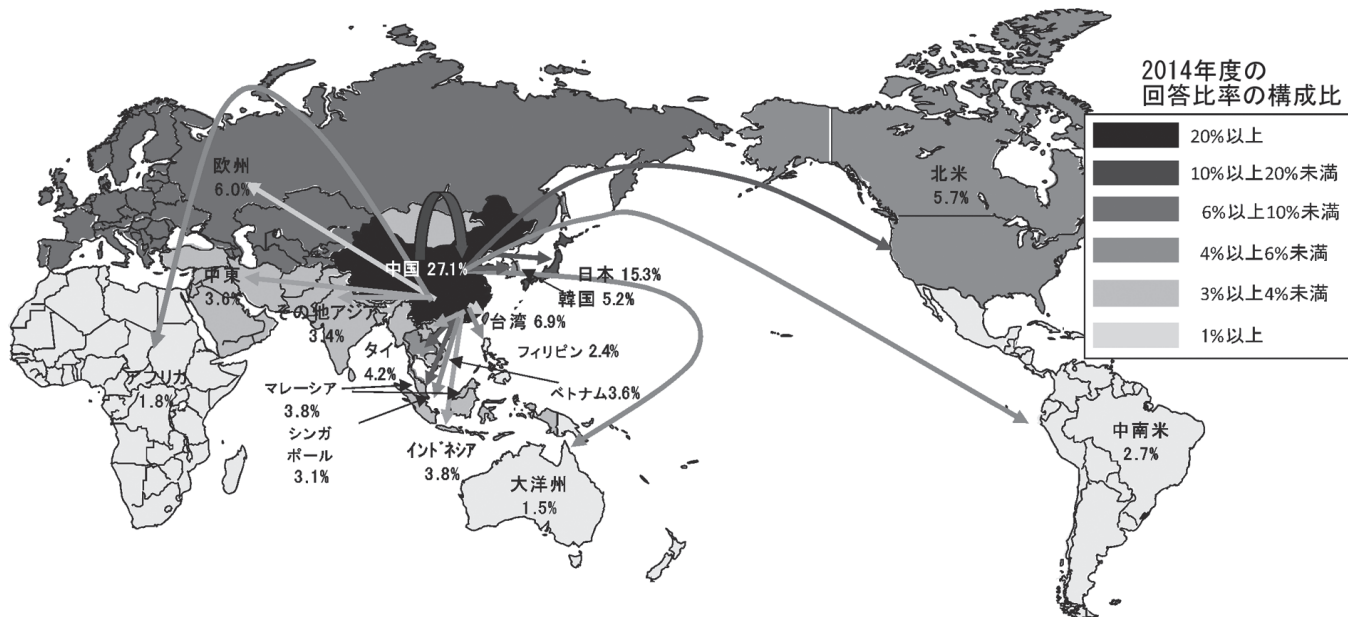 2014年度の
回答比率の構成比
20%以上
10%以上20%未満
6%以上10%未満
4%以上6%未満
3%以上4%未満
1%以上
欧州
6.0%
北米
5.7%
中国 27.1%
日本 15.3%
韓国 5.2%
台湾 6.9%
中東
3.6%
その他アジア
3.4%
タイ
4.2%
フィリピン 2.4%
ベトナム3.6%
マレーシア
3.8%
シンガ
ポール
3.1%
インドネシア
3.8%
アフリカ
1.8%
大洋州
1.5%
中南米
2.7%